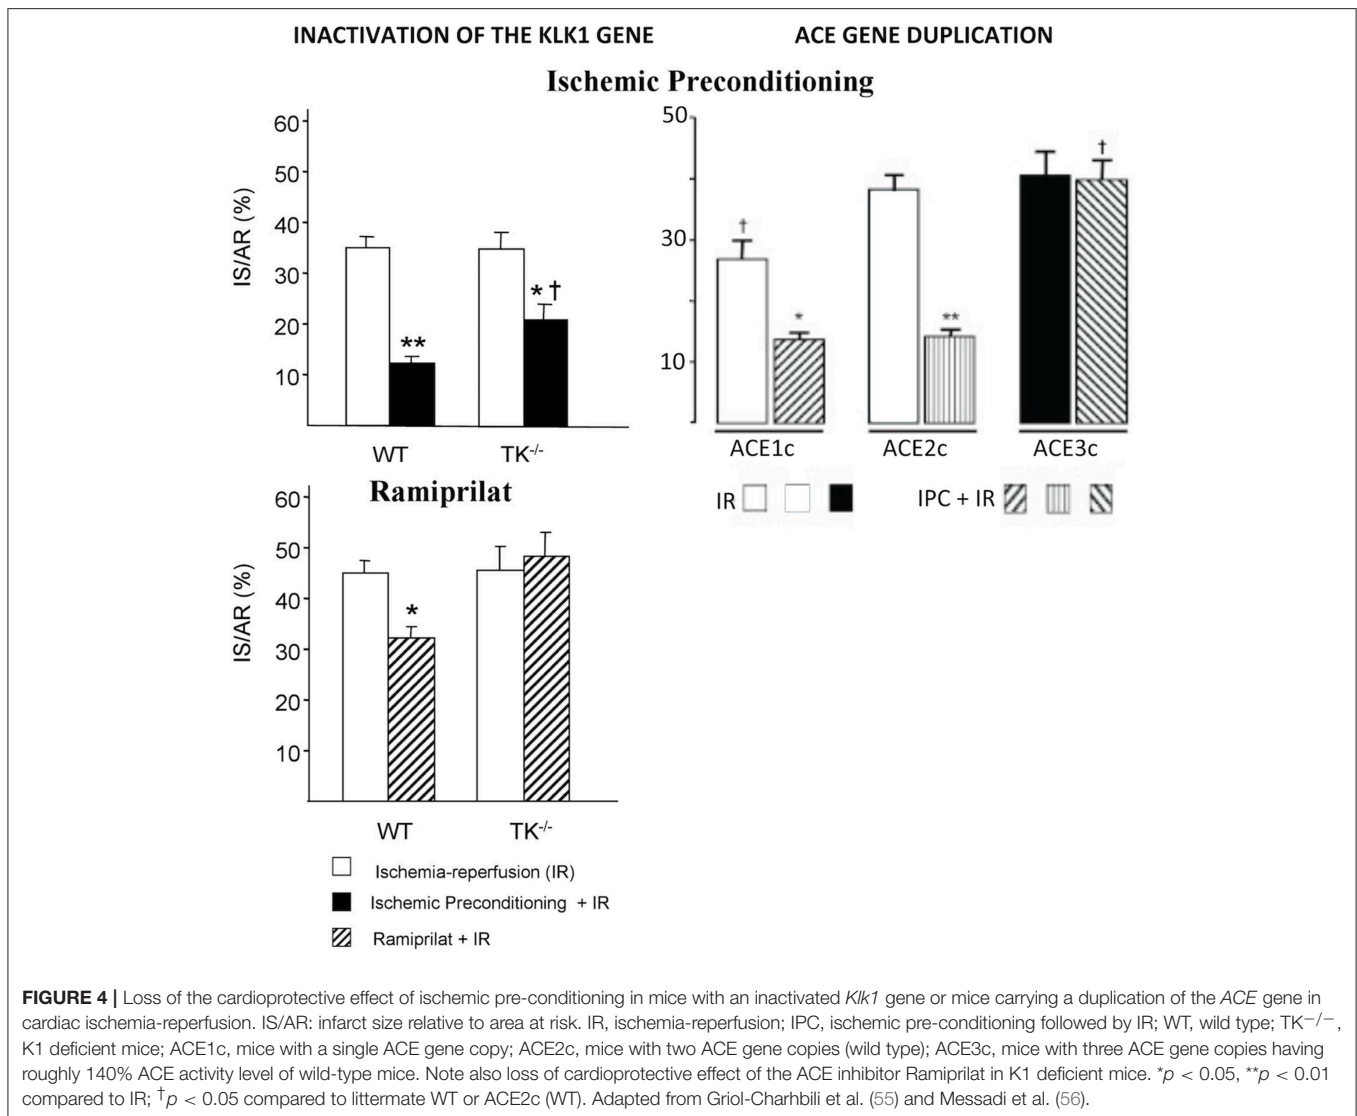 INACTIVATION OF THE KLK1 GENE
ACE GENE DUPLICATION
Ischemic Preconditioning
IS/AR (%)
60
50
40
30
20
10
**
* †
WT
TK-/-
50
30
10
†
*
**
†
ACE1c
ACE2c
ACE3c
IR
IPC + IR
Ramiprilat
IS/AR (%)
60
50
40
30
20
10
*
WT
TK-/-
Ischemia-reperfusion (IR)
Ischemic Preconditioning + IR
Ramiprilat + IR
FIGURE 4 | Loss of the cardioprotective effect of ischemic pre-conditioning in mice with an inactivated Klk1 gene or mice carrying a duplication of the ACE gene in
cardiac ischemia-reperfusion. IS/AR: infarct size relative to area at risk. IR, ischemia-reperfusion; IPC, ischemic pre-conditioning followed by IR; WT, wild type; TK−/−,
K1 deficient mice; ACE1c, mice with a single ACE gene copy; ACE2c, mice with two ACE gene copies (wild type); ACE3c, mice with three ACE gene copies having
roughly 140% ACE activity level of wild-type mice. Note also loss of cardioprotective effect of the ACE inhibitor Ramiprilat in K1 deficient mice. *p < 0.05, **p < 0.01
compared to IR; †p < 0.05 compared to littermate WT or ACE2c (WT). Adapted from Griol-Charhbili et al. (55) and Messadi et al. (56).